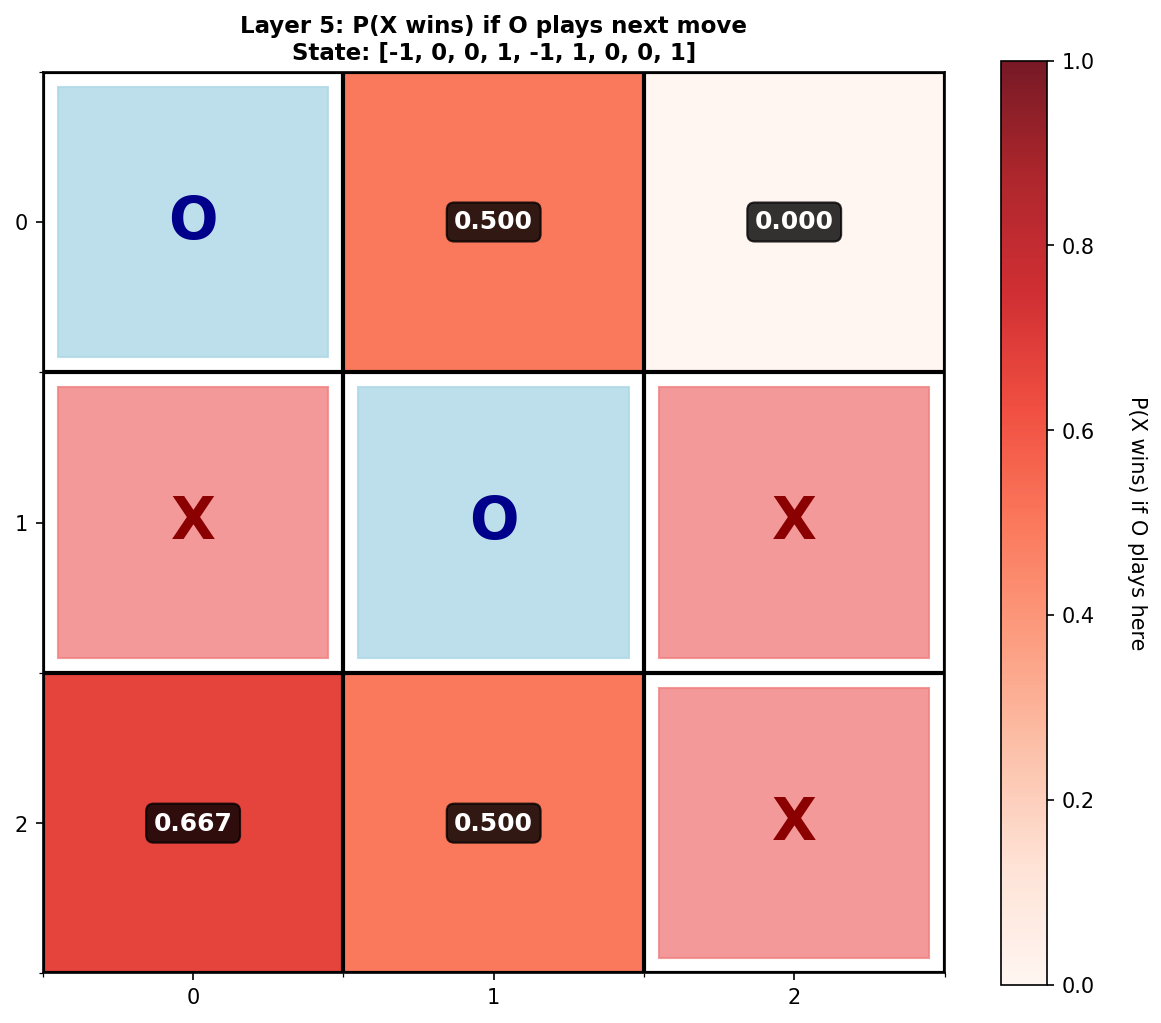 Layer 5: P(X wins) if O plays next move
State: [-1, 0, 0, 1, -1, 1, 0, 0, 1]
O
0.500
0.000
X
O
X
0.667
0.500
X
0
1
2
0
1
2
1.0
0.8
0.6
0.4
0.2
0.0
P(X wins) if O plays here